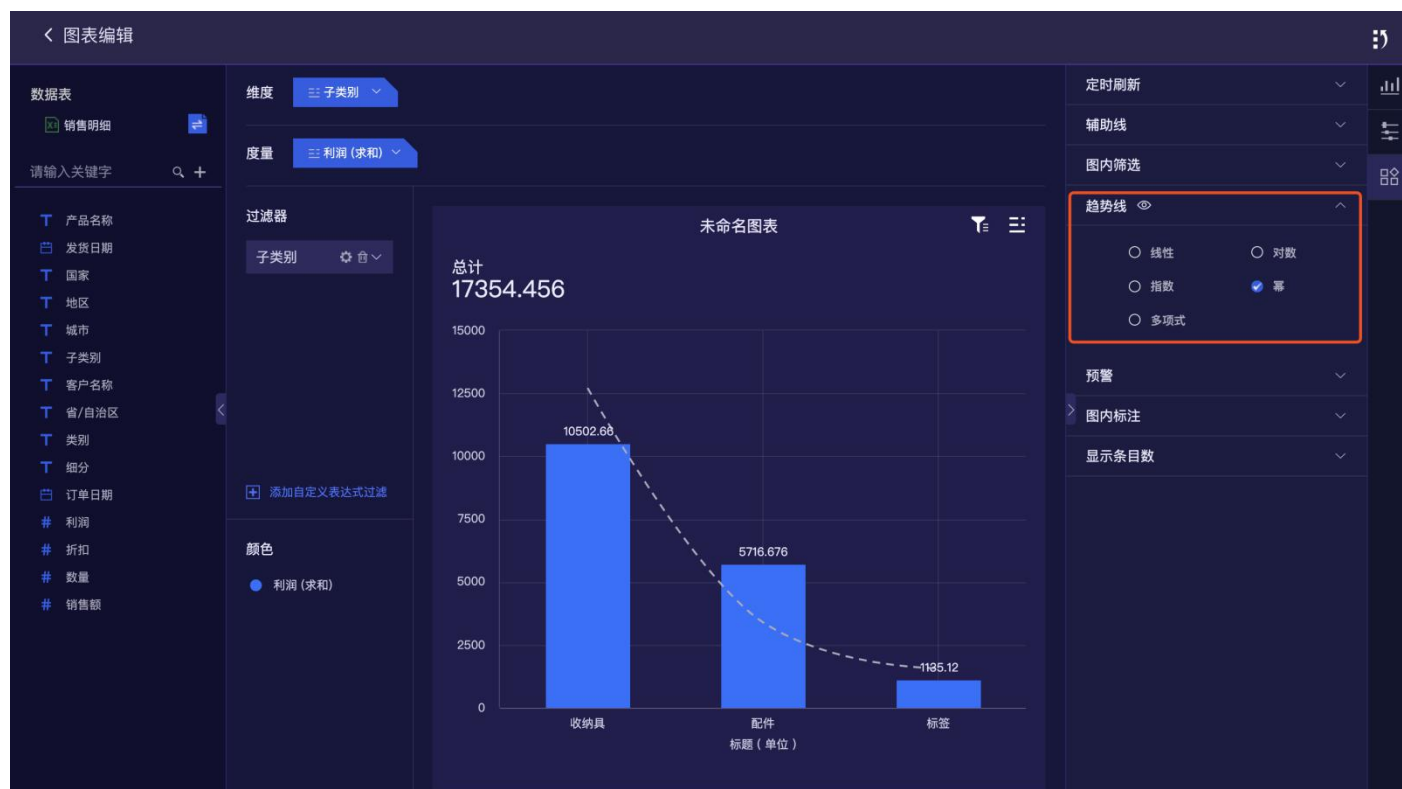 图表编辑
数据表
销售明细
请输入关键字
产品名称
发货日期
国家
地区
城市
子类别
客户名称
省/自治区
类别
细分
订单日期
利润
折扣
数量
销售额
维度 子类别
度量 利润 (求和)
过滤器
子类别
添加自定义表达式过滤
颜色
利润 (求和)
未命名图表
总计
17354.456
15000
12500
10000
7500
5000
2500
0
10502.66
5716.676
1135.12
收纳具 配件 标签
标题 ( 单位 )
定时刷新
辅助线
图内筛选
趋势线
线性 对数
指数 幂
多项式
预警
图内标注
显示条目数